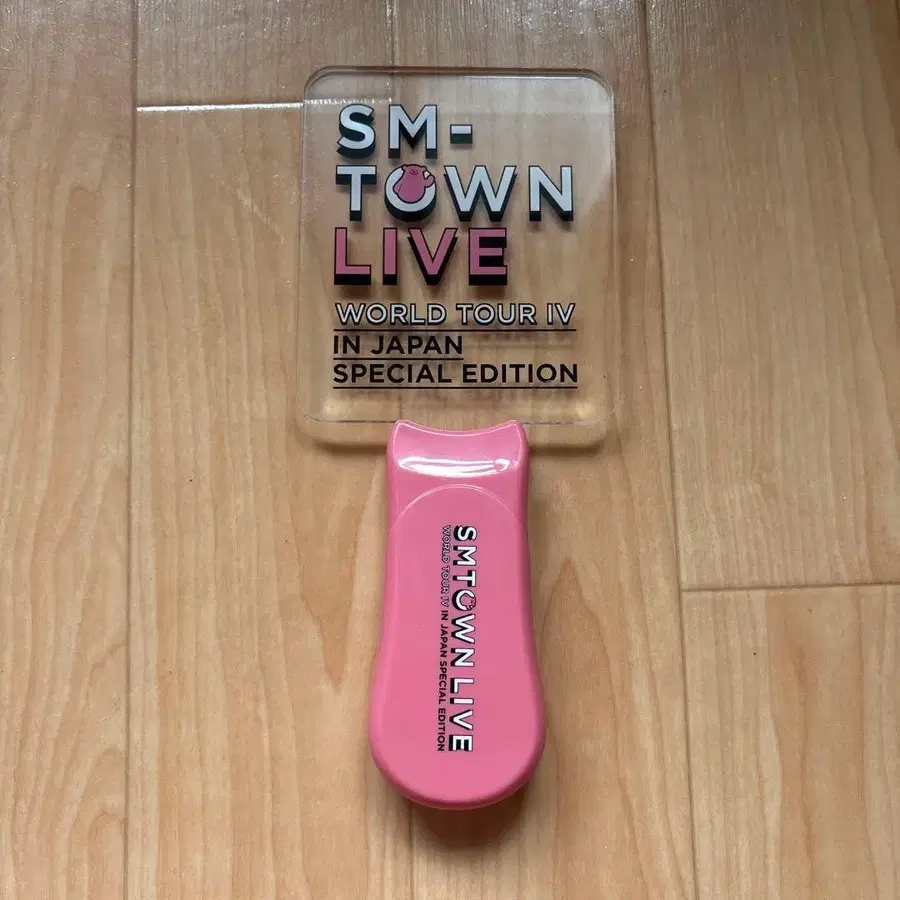 SM-
TOWN
LIVE
WORLD TOUR IV
IN JAPAN
SPECIAL EDITION
SMTOWN LIVE
WORLD TOUR IV IN JAPAN SPECIAL EDITION